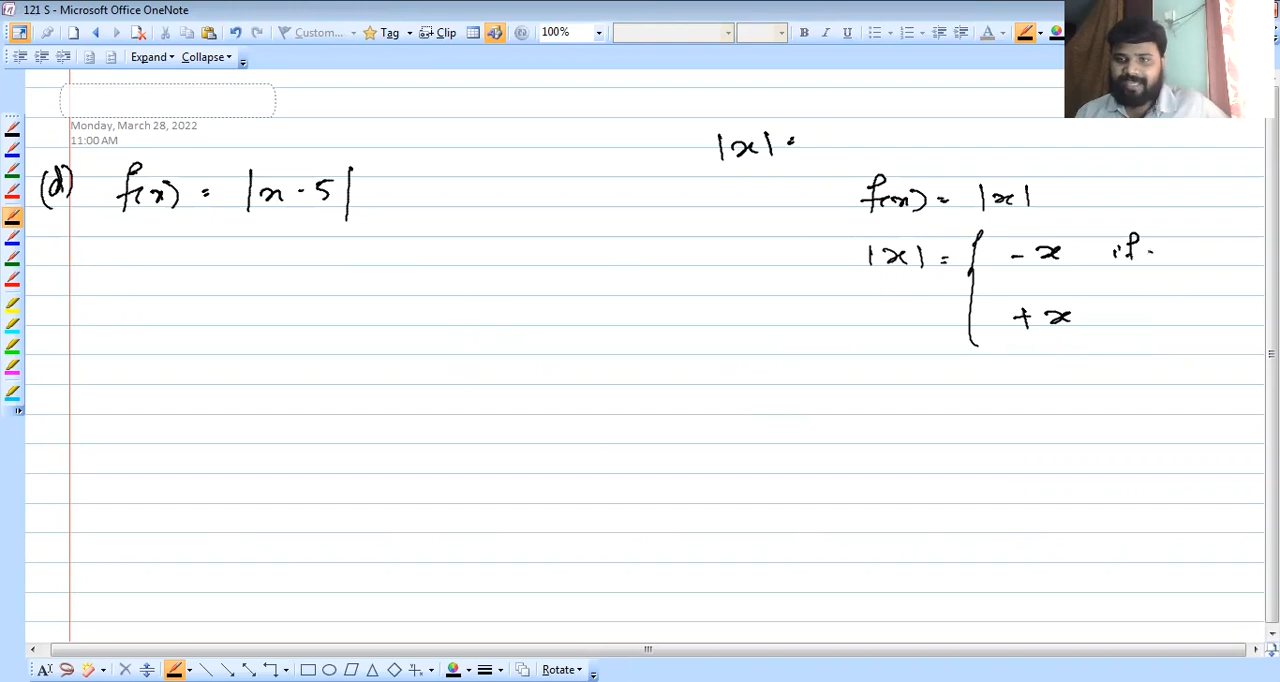 121 S - Microsoft Office OneNote
Custom... Tag Clip 100% B I U A
Expand Collapse
Monday, March 28, 2022
11:00 AM
|x| =
(d) f(x) = |x - 5|
f(x) = |x|
|x| = { - x if -
+ x
A Rotate